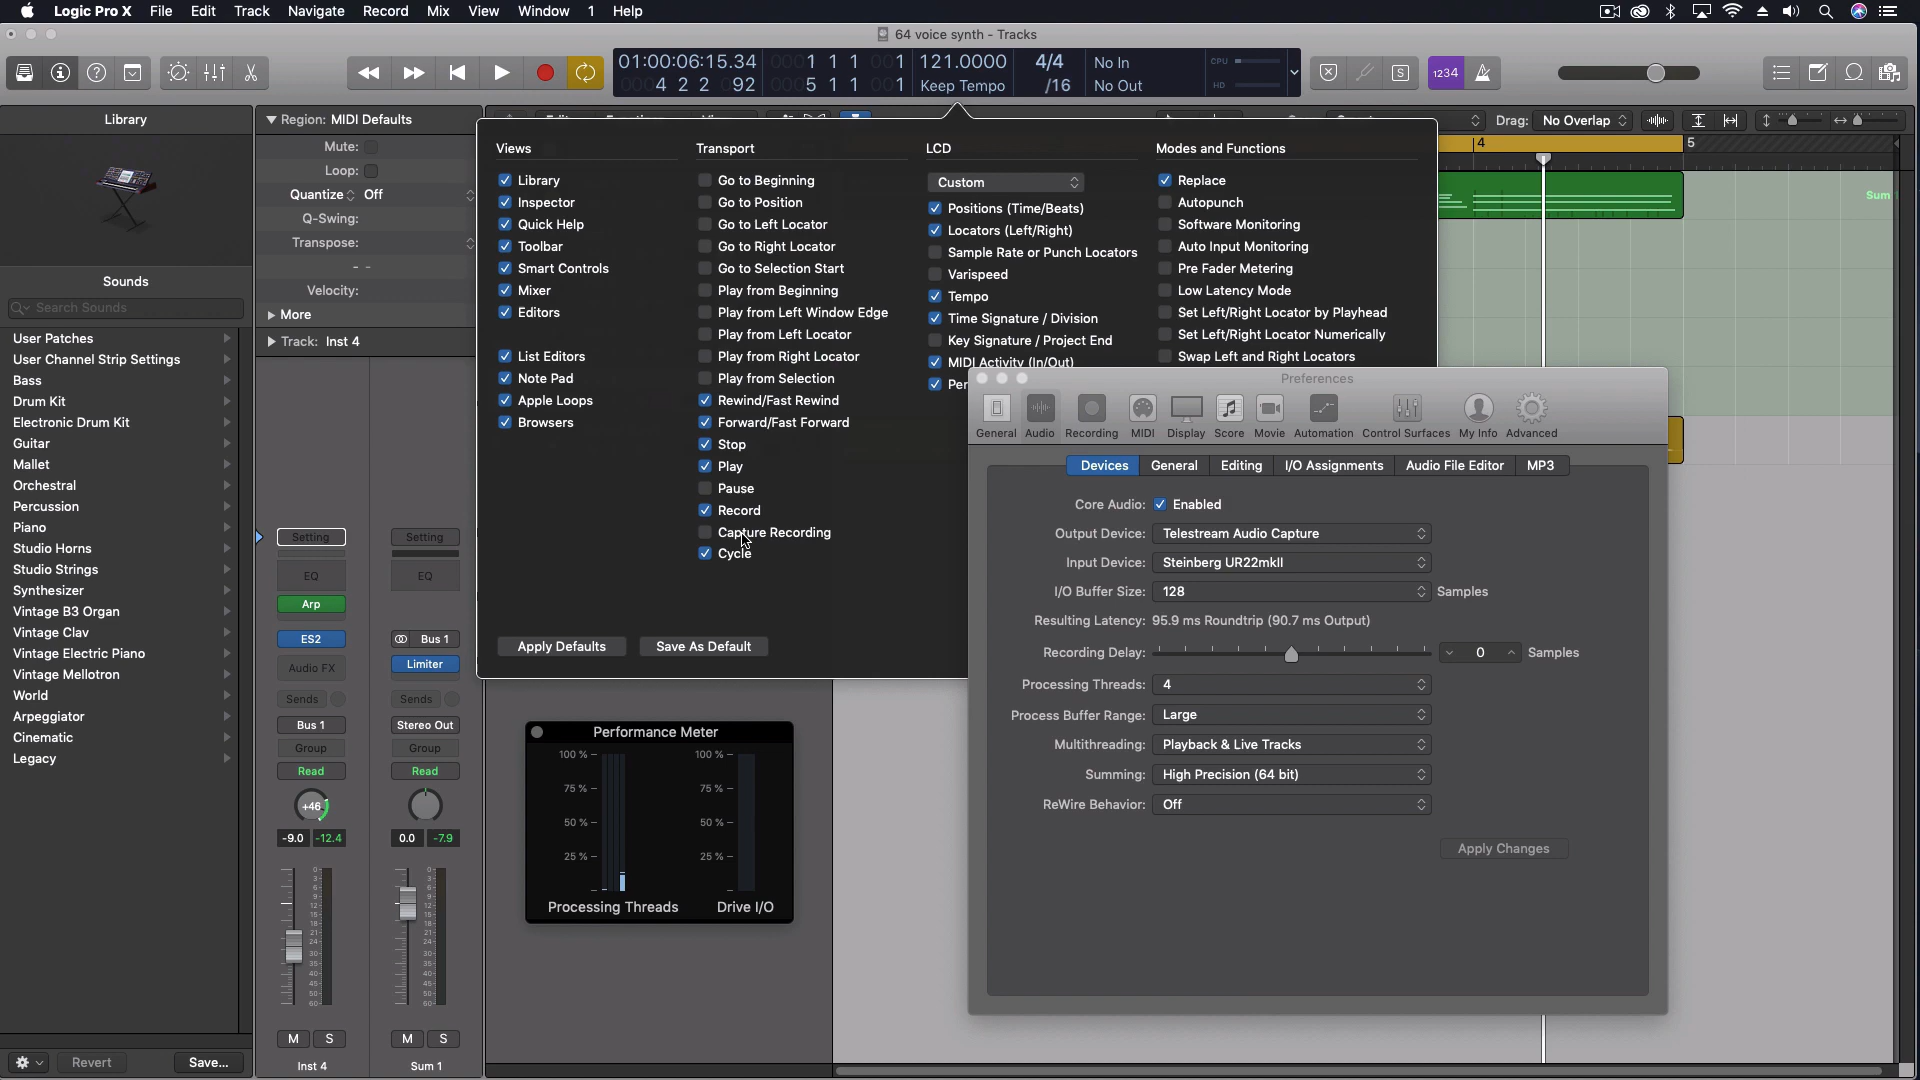 Logic Pro X File Edit Track Navigate Record Mix View Window 1 Help
64 voice synth - Tracks
01:00:06:15.34 0001 1 1 001 121.0000 4/4 No In CPU
0004 2 2 092 0005 1 1 001 Keep Tempo /16 No Out HD
1234
Library
Region: MIDI Defaults
Drag: No Overlap
Mute:
Loop:
Quantize Off
Q-Swing:
Transpose:
- -
Velocity:
More
Track: Inst 4
4
5
Sum
Sounds
Search Sounds
User Patches
User Channel Strip Settings
Bass
Drum Kit
Electronic Drum Kit
Guitar
Mallet
Orchestral
Percussion
Piano
Studio Horns
Studio Strings
Synthesizer
Vintage B3 Organ
Vintage Clav
Vintage Electric Piano
Vintage Mellotron
World
Arpeggiator
Cinematic
Legacy
Revert
Save...
Views
Library
Inspector
Quick Help
Toolbar
Smart Controls
Mixer
Editors
List Editors
Note Pad
Apple Loops
Browsers
Transport
Go to Beginning
Go to Position
Go to Left Locator
Go to Right Locator
Go to Selection Start
Play from Beginning
Play from Left Window Edge
Play from Left Locator
Play from Right Locator
Play from Selection
Rewind/Fast Rewind
Forward/Fast Forward
Stop
Play
Pause
Record
Capture Recording
Cycle
LCD
Custom
Positions (Time/Beats)
Locators (Left/Right)
Sample Rate or Punch Locators
Varispeed
Tempo
Time Signature / Division
Key Signature / Project End
MIDI Activity (In/Out)
Per
Modes and Functions
Replace
Autopunch
Software Monitoring
Auto Input Monitoring
Pre Fader Metering
Low Latency Mode
Set Left/Right Locator by Playhead
Set Left/Right Locator Numerically
Swap Left and Right Locators
Apply Defaults
Save As Default
Preferences
General Audio Recording MIDI Display Score Movie Automation Control Surfaces My Info Advanced
Devices General Editing I/O Assignments Audio File Editor MP3
Core Audio: Enabled
Output Device: Telestream Audio Capture
Input Device: Steinberg UR22mkII
I/O Buffer Size: 128 Samples
Resulting Latency: 95.9 ms Roundtrip (90.7 ms Output)
Recording Delay: 0 Samples
Processing Threads: 4
Process Buffer Range: Large
Multithreading: Playback & Live Tracks
Summing: High Precision (64 bit)
ReWire Behavior: Off
Apply Changes
Setting Setting
EQ EQ
Arp
ES2 Bus 1
Audio FX Limiter
Sends Sends
Bus 1 Stereo Out
Group Group
Read Read
+46
-9.0 -12.4 0.0 -7.9
M S M S
Inst 4 Sum 1
Performance Meter
100 % 100 %
75 % 75 %
50 % 50 %
25 % 25 %
Processing Threads Drive I/O